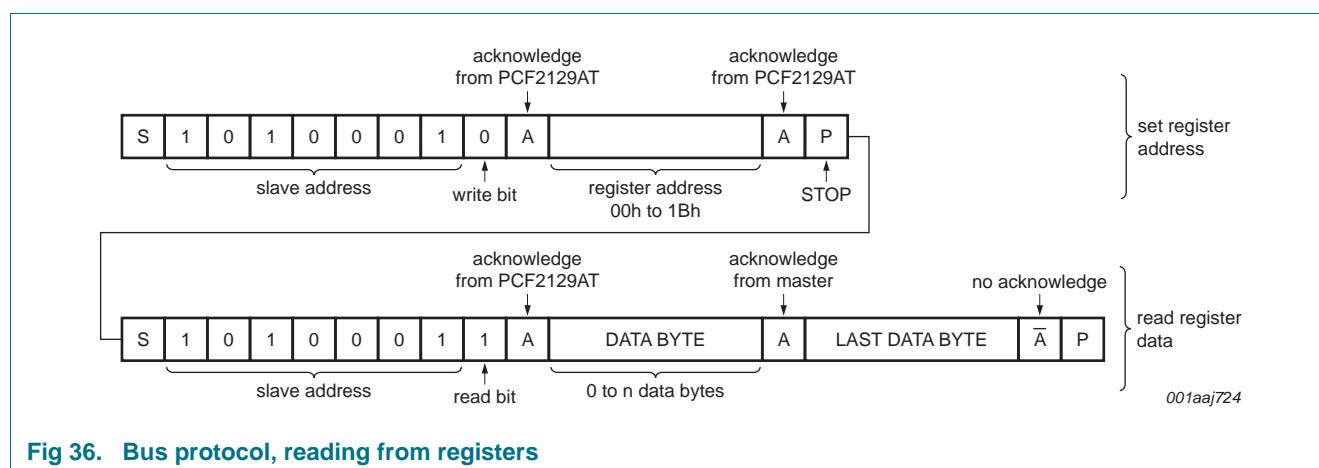 acknowledge
from PCF2129AT
acknowledge
from PCF2129AT
S 1 0 1 0 0 0 1 0 A A P
set register
address
slave address
write bit
register address
00h to 1Bh
STOP
acknowledge
from PCF2129AT
acknowledge
from master
no acknowledge
S 1 0 1 0 0 0 1 1 A DATA BYTE A LAST DATA BYTE A̅ P
read register
data
slave address
read bit
0 to n data bytes
001aaj724
Fig 36. Bus protocol, reading from registers